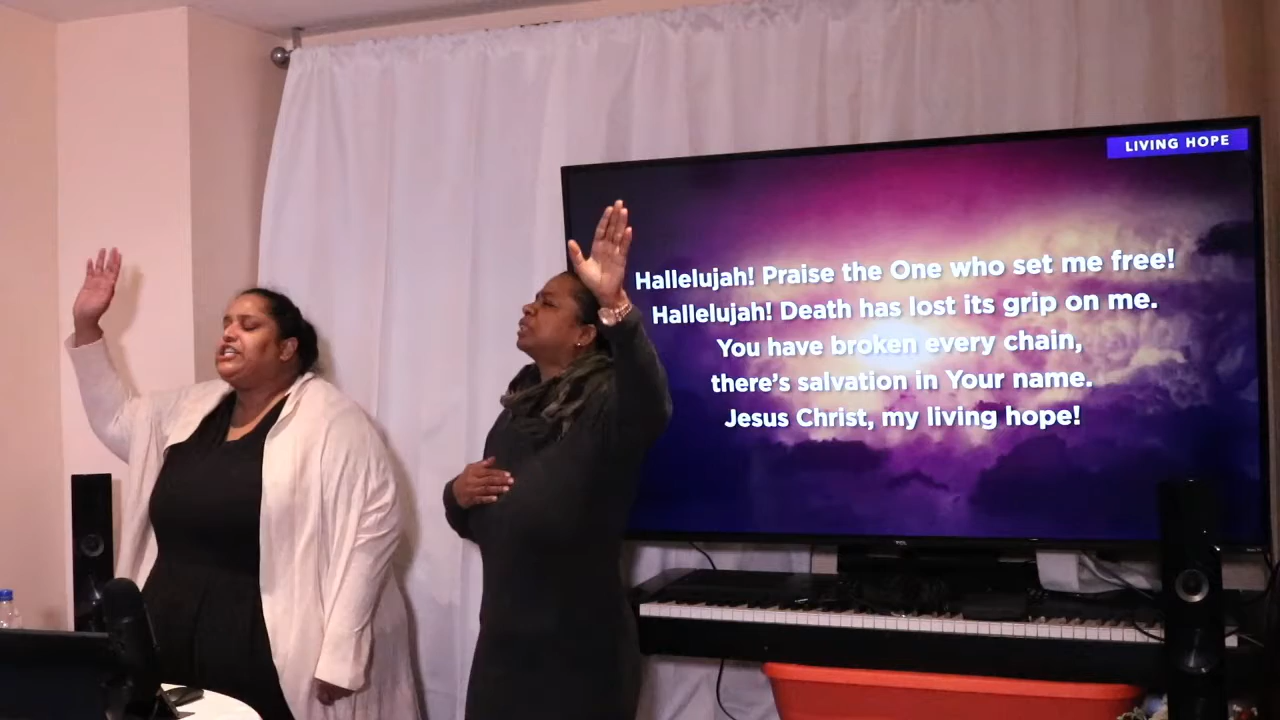 LIVING HOPE
Hallelujah! Praise the One who set me free!
Hallelujah! Death has lost its grip on me.
You have broken every chain,
there's salvation in Your name.
Jesus Christ, my living hope!
TCL